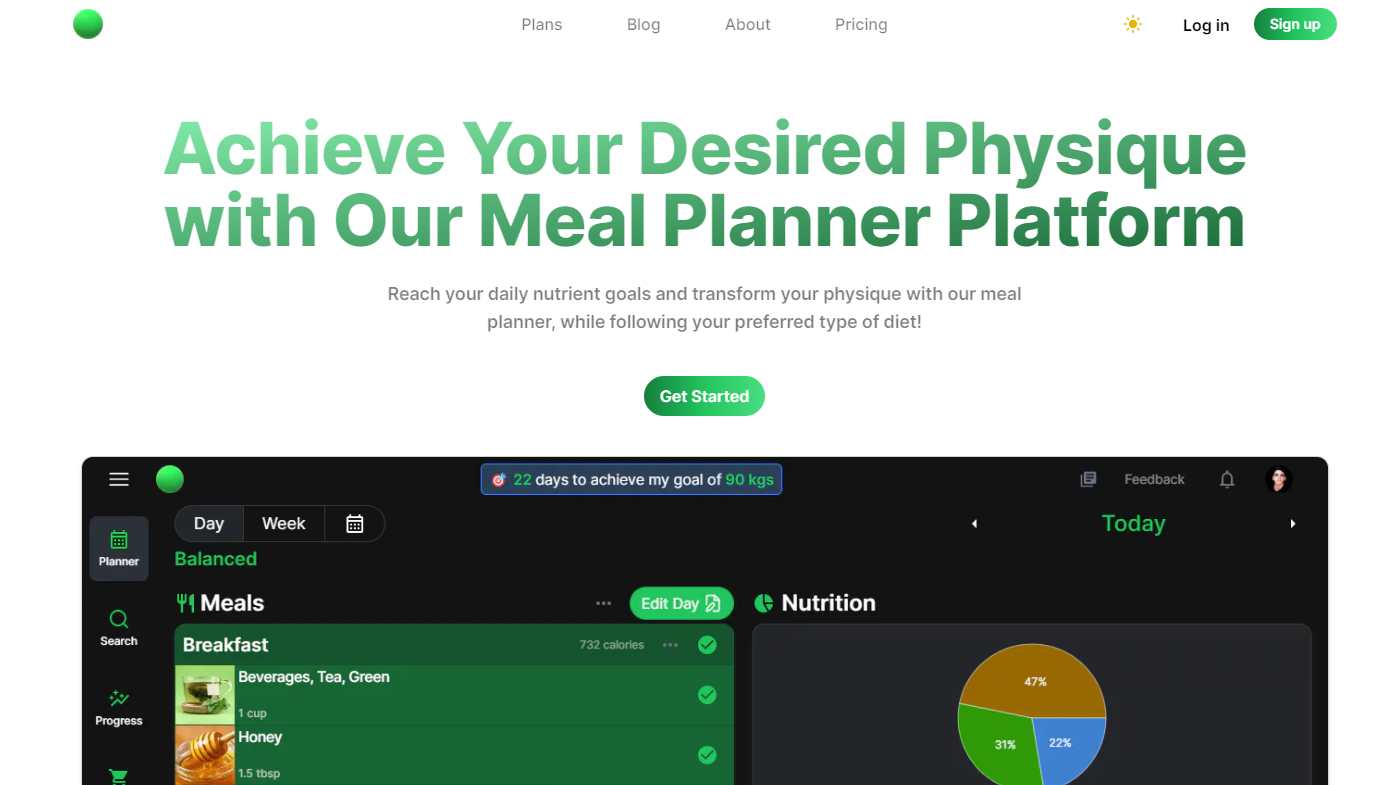 Plans Blog About Pricing Log in Sign up
Achieve Your Desired Physique
with Our Meal Planner Platform
Reach your daily nutrient goals and transform your physique with our meal
planner, while following your preferred type of diet!
Get Started
22 days to achieve my goal of 90 kgs
Feedback
Day Week
Today
Planner
Balanced
Meals
Edit Day
Nutrition
Search
Breakfast
732 calories
Beverages, Tea, Green
1 cup
Honey
1.5 tbsp
Progress
47%
31%
22%